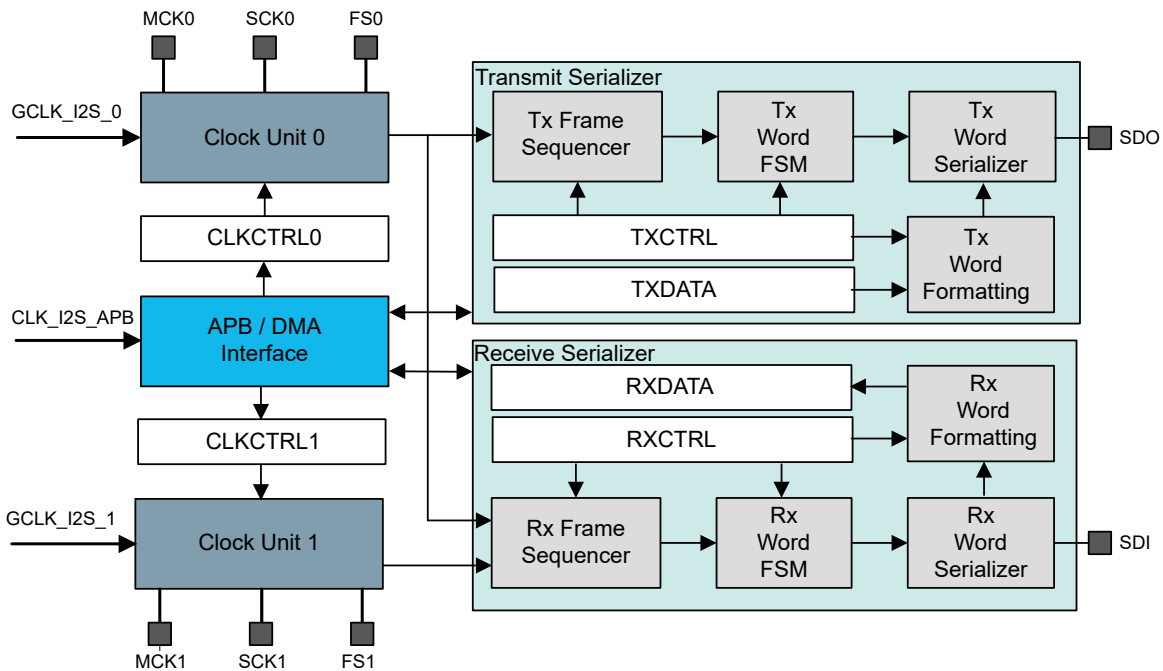 MCK0
SCK0
FS0
GCLK_I2S_0
Clock Unit 0
CLKCTRL0
CLK_I2S_APB
APB / DMA
Interface
CLKCTRL1
GCLK_I2S_1
Clock Unit 1
MCK1
SCK1
FS1
Transmit Serializer
Tx Frame
Sequencer
Tx
Word
FSM
Tx
Word
Serializer
SDO
TXCTRL
TXDATA
Tx
Word
Formatting
Receive Serializer
RXDATA
RXCTRL
Rx
Word
Formatting
Rx Frame
Sequencer
Rx
Word
FSM
Rx
Word
Serializer
SDI